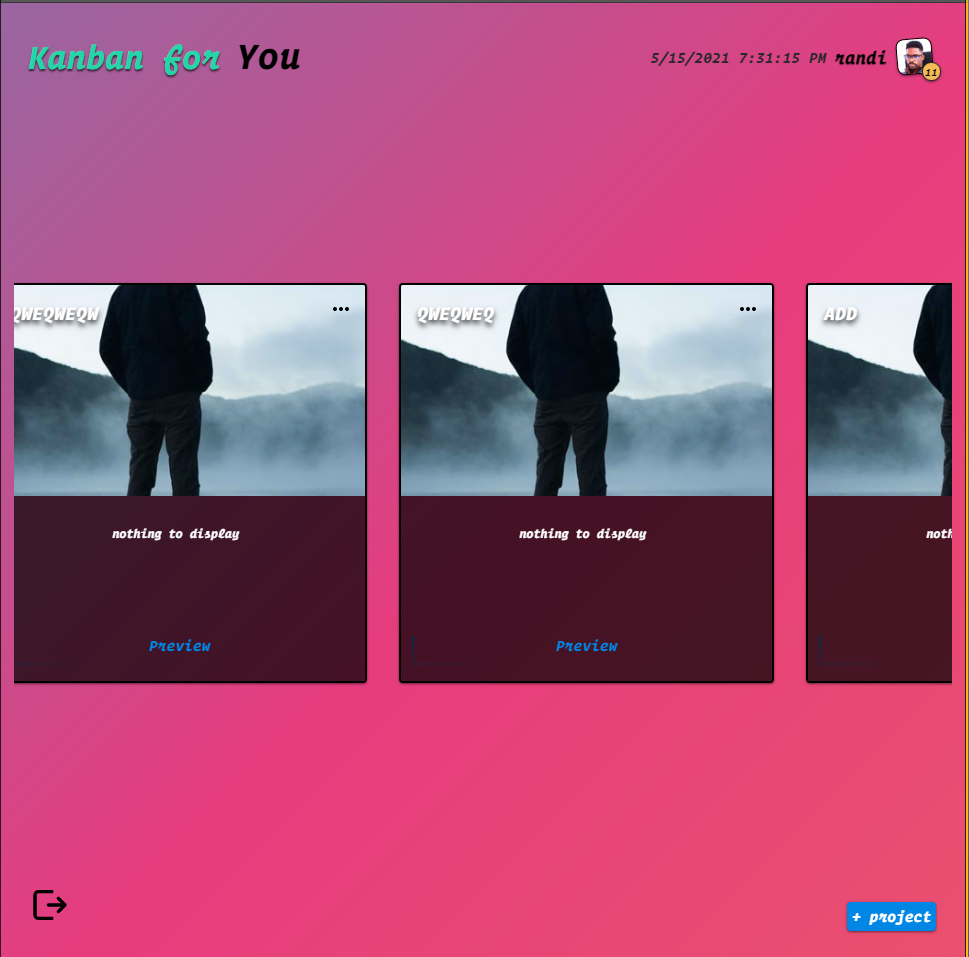 Kanban for You
5/15/2021 7:31:15 PM randi
11
QWEQWEQW
QWEQWEQ
ADD
nothing to display
nothing to display
noth
Preview
Preview
+ project